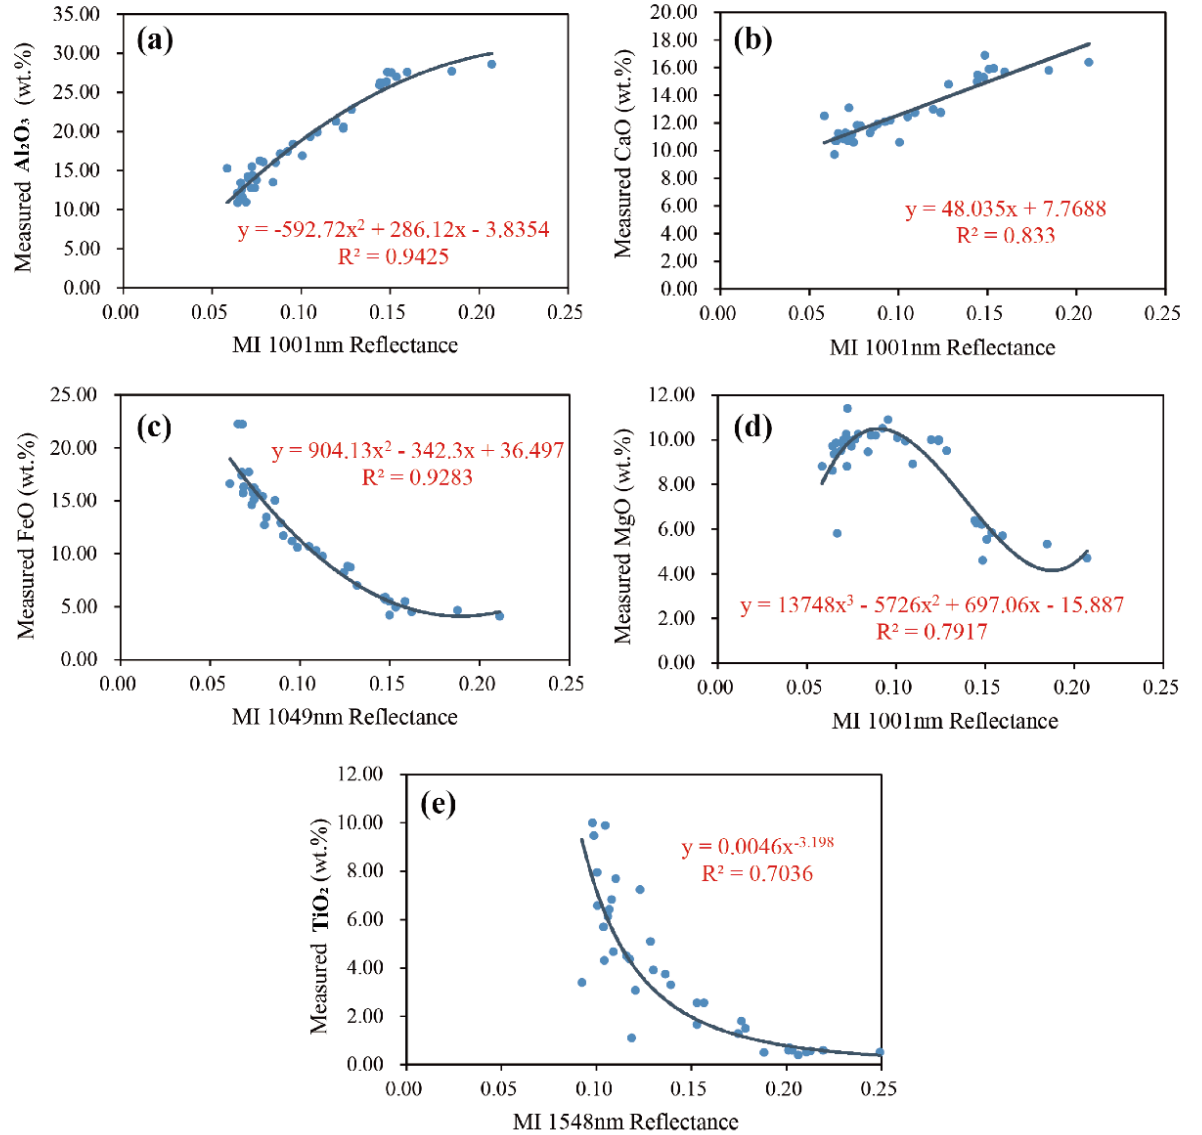 (a)
35.00
30.00
25.00
20.00
15.00
10.00
5.00
0.00
Measured Al₂O₃ (wt.%)
y = -592.72x² + 286.12x - 3.8354
R² = 0.9425
0.00 0.05 0.10 0.15 0.20 0.25
MI 1001nm Reflectance
(b)
20.00
18.00
16.00
14.00
12.00
10.00
8.00
6.00
4.00
2.00
0.00
Measured CaO (wt.%)
y = 48.035x + 7.7688
R² = 0.833
0.00 0.05 0.10 0.15 0.20 0.25
MI 1001nm Reflectance
(c)
25.00
20.00
15.00
10.00
5.00
0.00
Measured FeO (wt.%)
y = 904.13x² - 342.3x + 36.497
R² = 0.9283
0.00 0.05 0.10 0.15 0.20 0.25
MI 1049nm Reflectance
(d)
12.00
10.00
8.00
6.00
4.00
2.00
0.00
Measured MgO (wt.%)
y = 13748x³ - 5726x² + 697.06x - 15.887
R² = 0.7917
0.00 0.05 0.10 0.15 0.20 0.25
MI 1001nm Reflectance
(e)
12.00
10.00
8.00
6.00
4.00
2.00
0.00
Measured TiO₂ (wt.%)
y = 0.0046x⁻³·¹⁹⁸
R² = 0.7036
0.00 0.05 0.10 0.15 0.20 0.25
MI 1548nm Reflectance